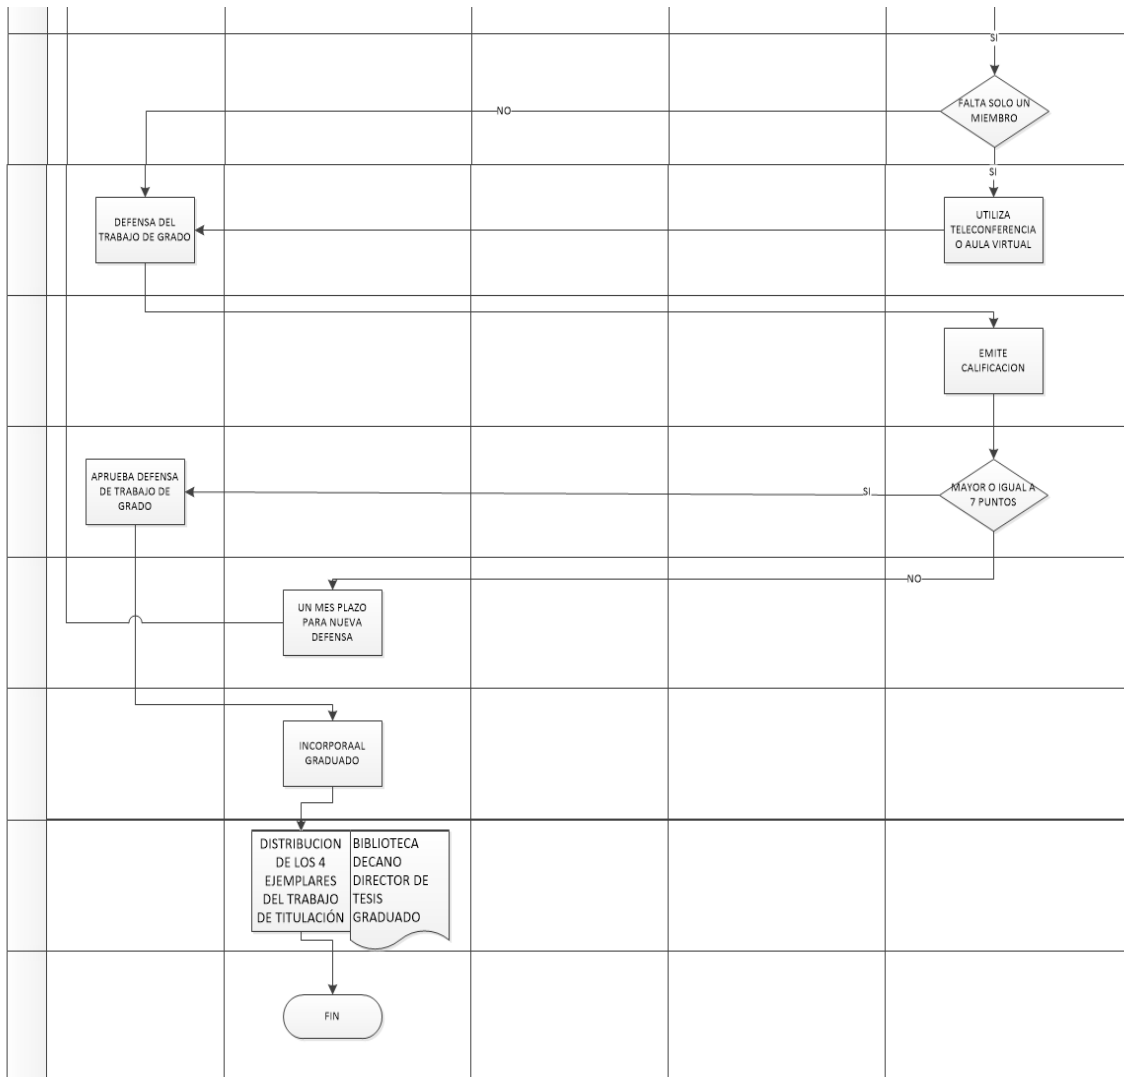 SI
FALTA SOLO UN
MIEMBRO
NO
SI
DEFENSA DEL
TRABAJO DE GRADO
UTILIZA
TELECONFERENCIA
O AULA VIRTUAL
EMITE
CALIFICACION
APRUEBA DEFENSA
DE TRABAJO DE
GRADO
SI
MAYOR O IGUAL A
7 PUNTOS
NO
UN MES PLAZO
PARA NUEVA
DEFENSA
INCORPORAAL
GRADUADO
DISTRIBUCION
DE LOS 4
EJEMPLARES
DEL TRABAJO
DE TITULACIÓN
BIBLIOTECA
DECANO
DIRECTOR DE
TESIS
GRADUADO
FIN